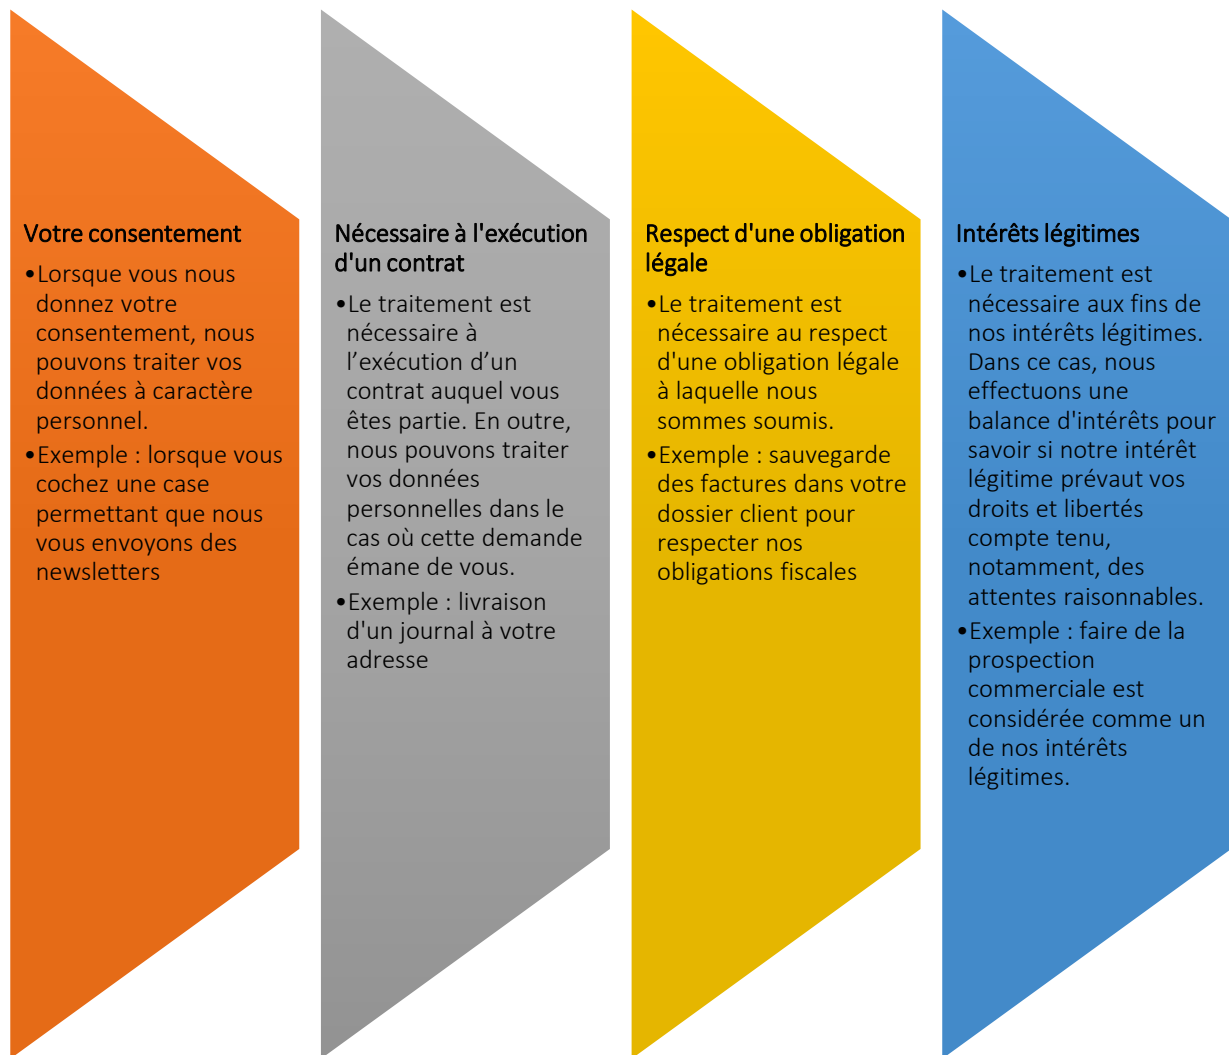 Votre consentement
•Lorsque vous nous
donnez votre
consentement, nous
pouvons traiter vos
données à caractère
personnel.
•Exemple : lorsque vous
cochez une case
permettant que nous
vous envoyons des
newsletters
Nécessaire à l'exécution
d'un contrat
•Le traitement est
nécessaire à
l’exécution d’un
contrat auquel vous
êtes partie. En outre,
nous pouvons traiter
vos données
personnelles dans le
cas où cette demande
émane de vous.
•Exemple : livraison
d'un journal à votre
adresse
Respect d'une obligation
légale
•Le traitement est
nécessaire au respect
d'une obligation légale
à laquelle nous
sommes soumis.
•Exemple : sauvegarde
des factures dans votre
dossier client pour
respecter nos
obligations fiscales
Intérêts légitimes
•Le traitement est
nécessaire aux fins de
nos intérêts légitimes.
Dans ce cas, nous
effectuons une
balance d'intérêts pour
savoir si notre intérêt
légitime prévaut vos
droits et libertés
compte tenu,
notamment, des
attentes raisonnables.
•Exemple : faire de la
prospection
commerciale est
considérée comme un
de nos intérêts
légitimes.